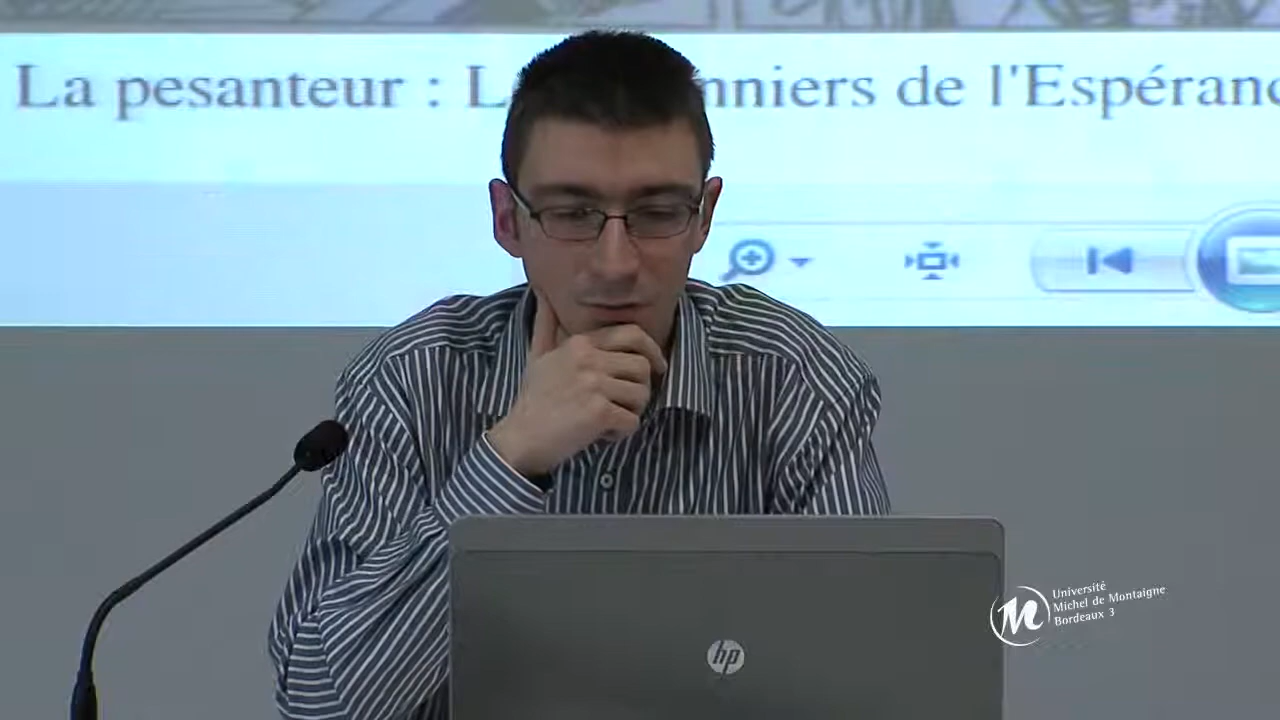 La pesanteur : L nniers de l'Espéranc
hp
Université
Michel de Montaigne
Bordeaux 3